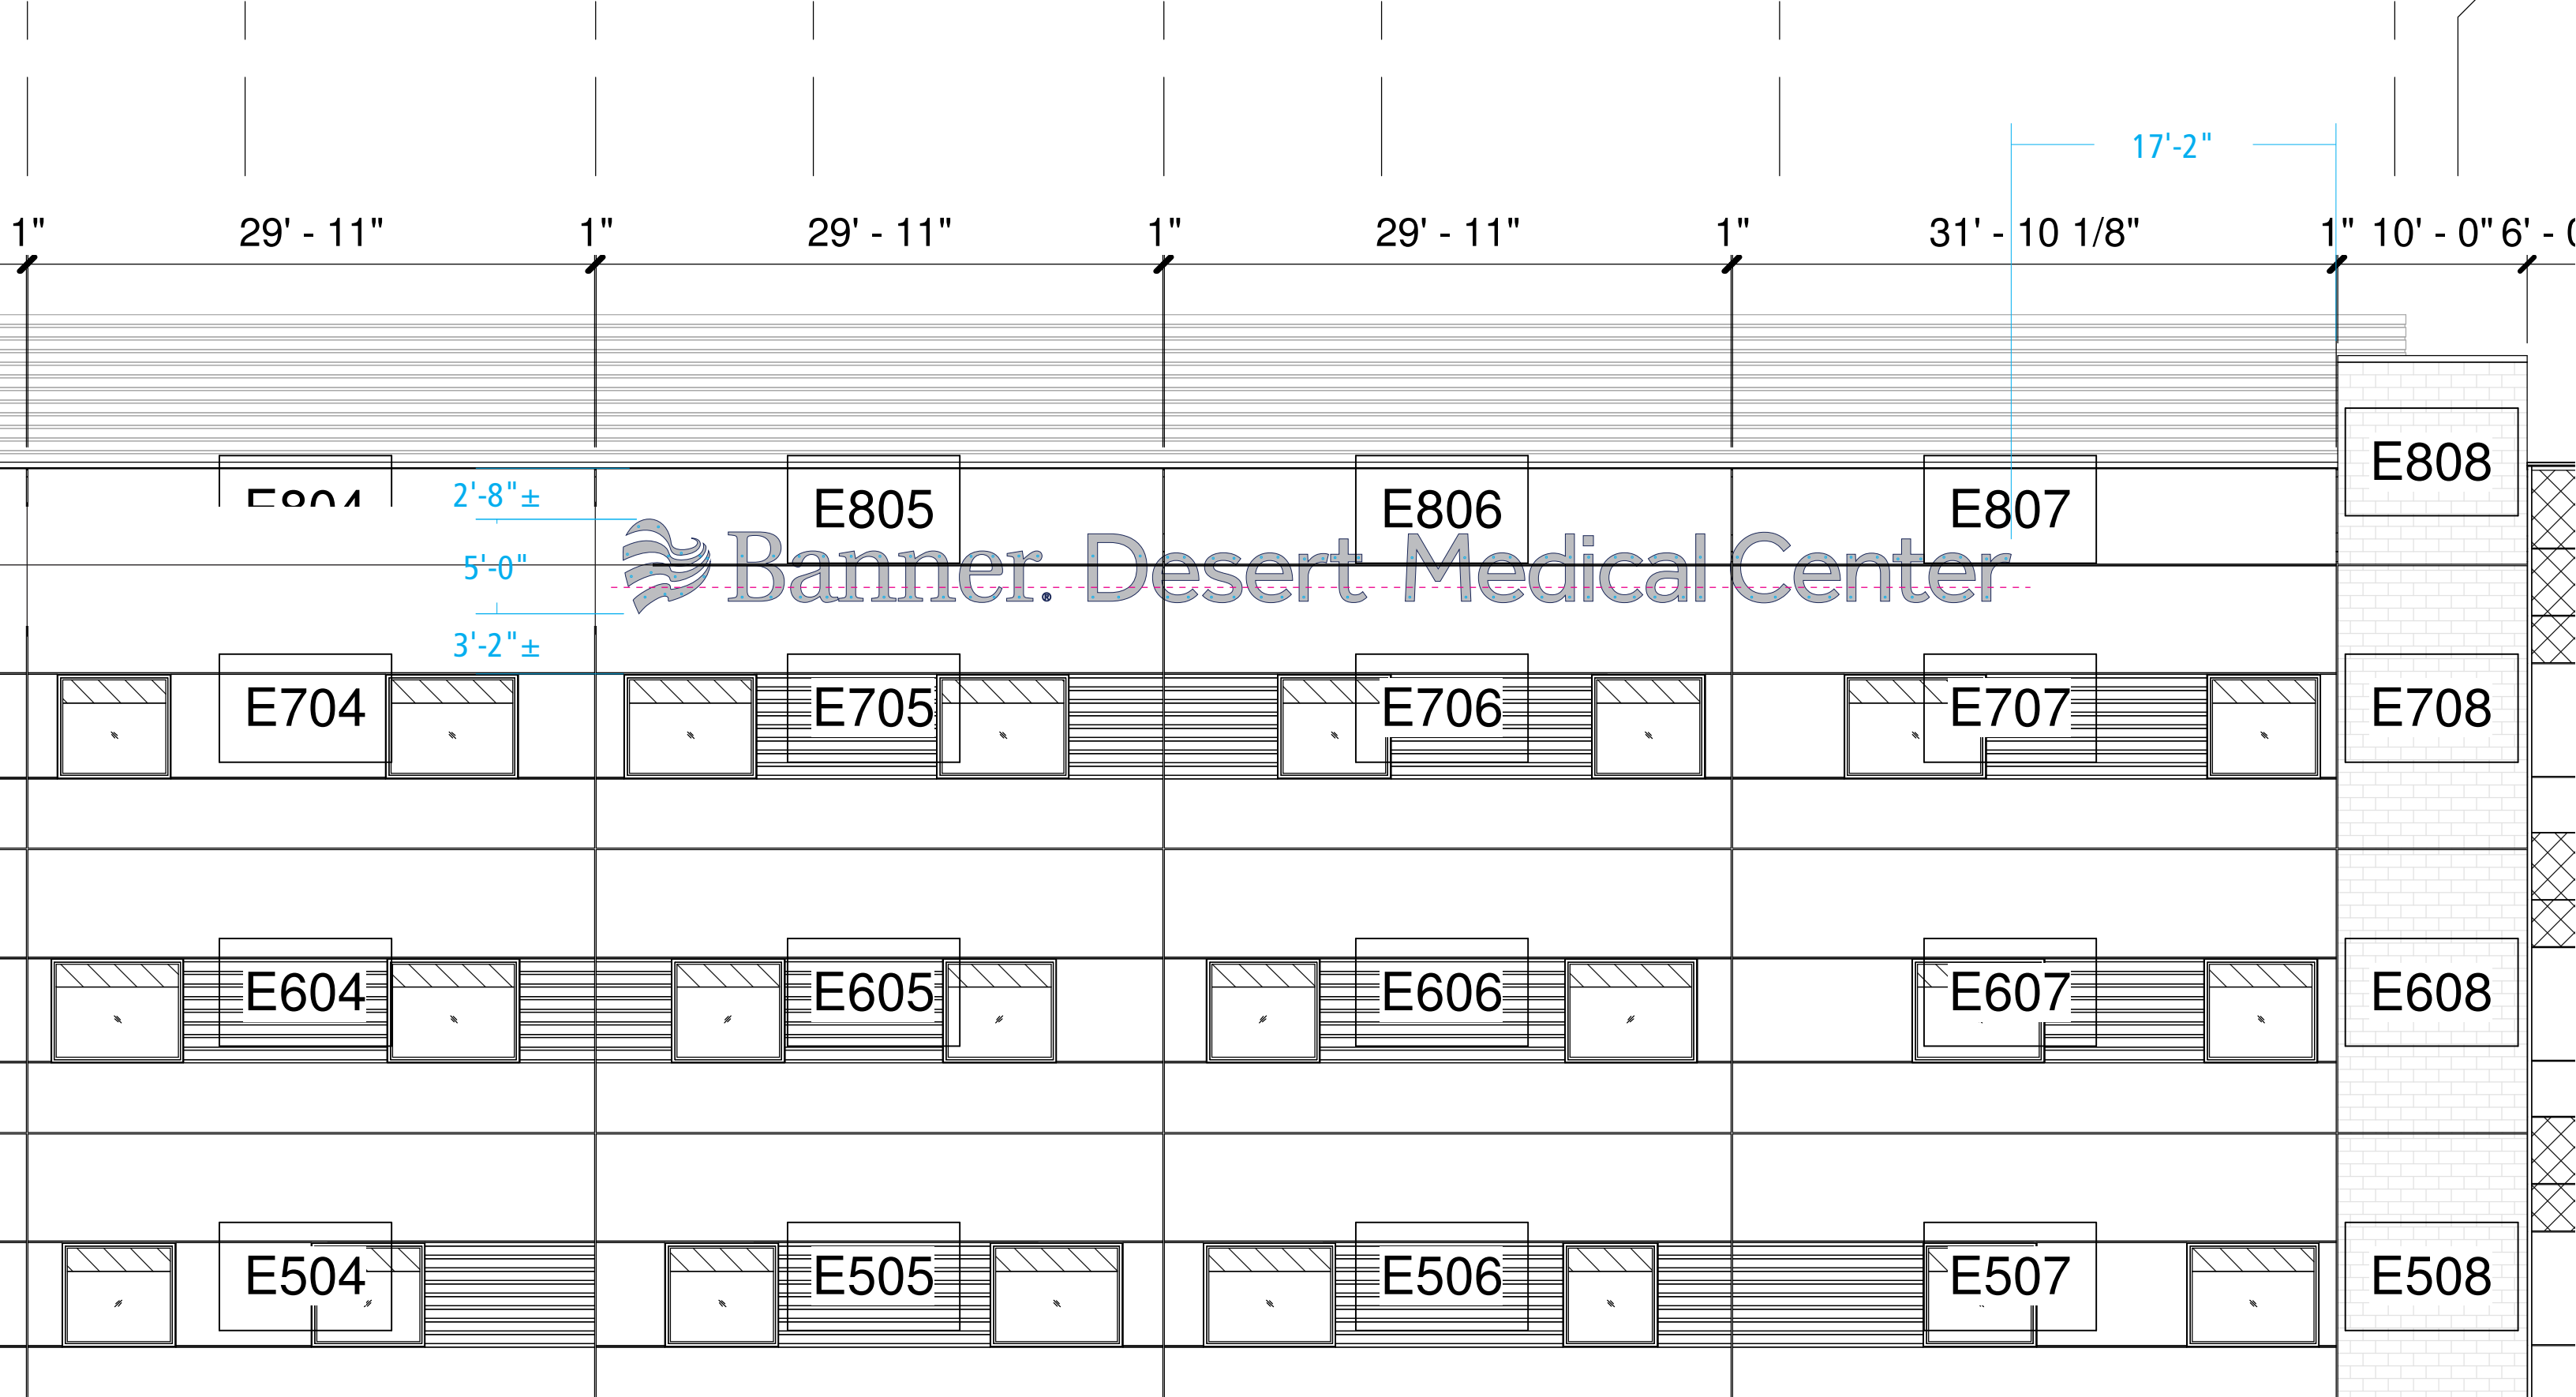 17'-2"
1" 29' - 11" 1" 29' - 11" 1" 29' - 11" 1" 31' - 10 1/8" 1" 10' - 0" 6' -
E808
2'-8"± E804 E805 E806 E807
Banner® Desert Medical Center
5'-0"
3'-2"±
E704 E705 E706 E707 E708
E604 E605 E606 E607 E608
E504 E505 E506 E507 E508